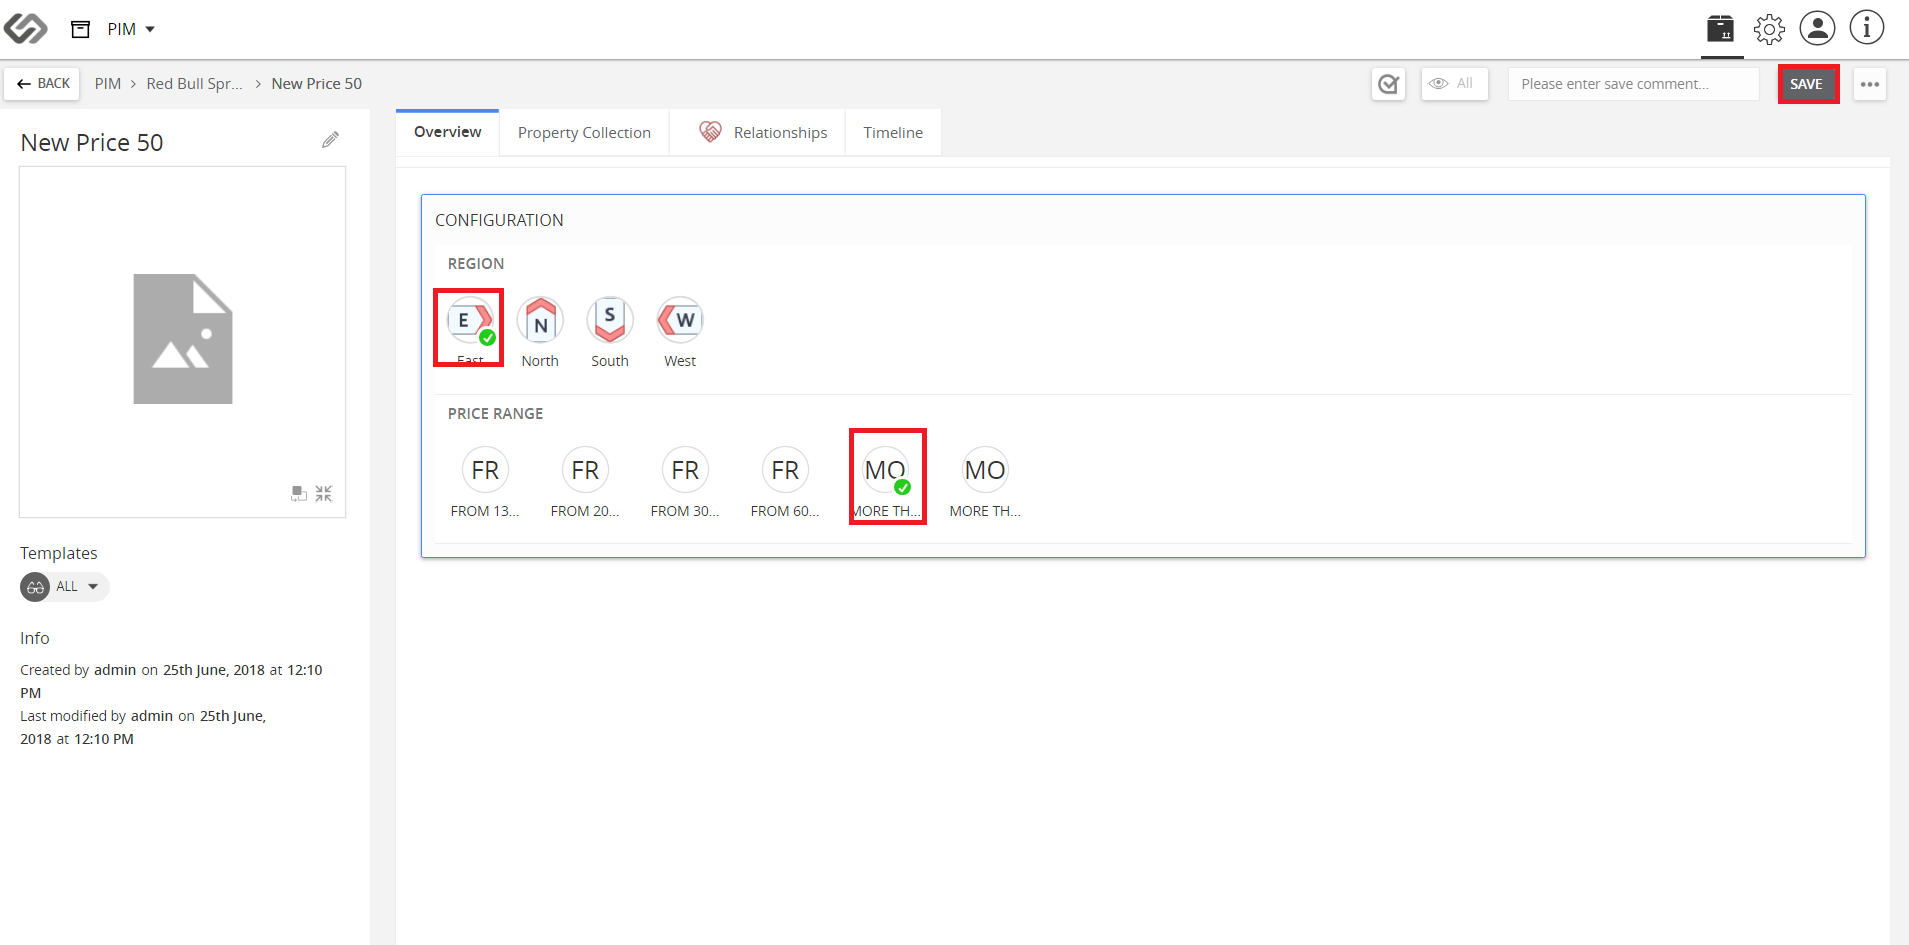 PIM
BACK PIM > Red Bull Spr... > New Price 50
All Please enter save comment... SAVE
New Price 50
Overview Property Collection Relationships Timeline
CONFIGURATION
REGION
E N S W
East North South West
PRICE RANGE
FR FR FR FR MO MO
FROM 13... FROM 20... FROM 30... FROM 60... MORE TH... MORE TH...
Templates
ALL
Info
Created by admin on 25th June, 2018 at 12:10
PM
Last modified by admin on 25th June,
2018 at 12:10 PM